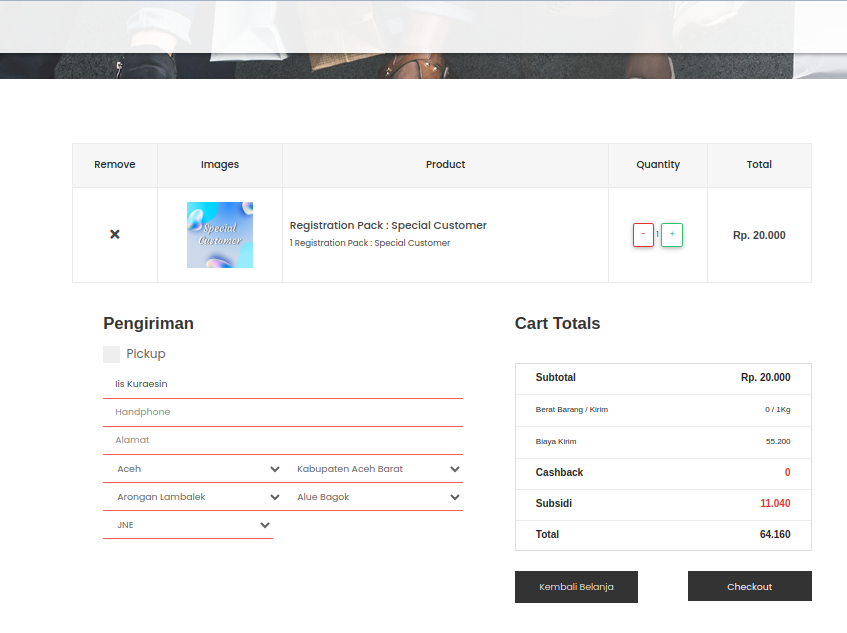 Remove Images Product Quantity Total
Special
Customer
Registration Pack : Special Customer
1 Registration Pack : Special Customer
- 1 +
Rp. 20.000
Pengiriman
Pickup
Iis Kuraesin
Handphone
Alamat
Aceh Kabupaten Aceh Barat
Arongan Lambalek Alue Bagok
JNE
Cart Totals
Subtotal Rp. 20.000
Berat Barang / Kirim 0 / 1Kg
Biaya Kirim 55.200
Cashback 0
Subsidi 11.040
Total 64.160
Kembali Belanja Checkout